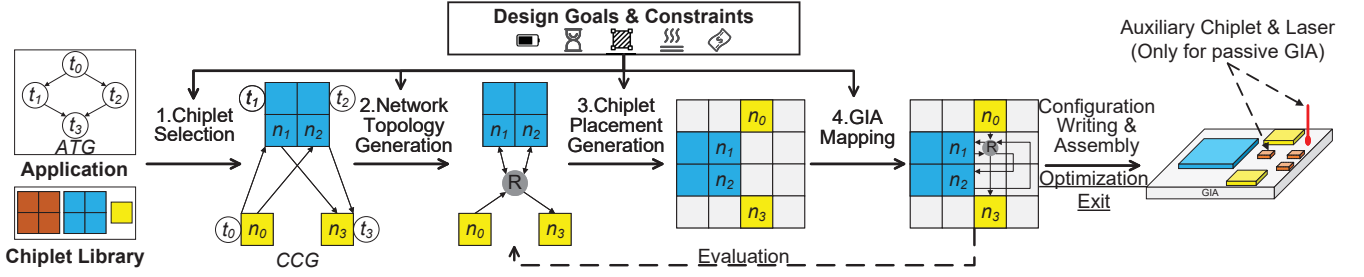 Design Goals & Constraints
Auxiliary Chiplet & Laser
(Only for passive GIA)
t0
t1
t2
t3
ATG
Application
Chiplet Library
1.Chiplet
Selection
t1
t2
n1
n2
t0
n0
n3
t3
CCG
2.Network
Topology
Generation
n1
n2
R
n0
n3
3.Chiplet
Placement
Generation
n0
n1
n2
n3
4.GIA
Mapping
n0
n1
R
n2
n3
Evaluation
Configuration
Writing &
Assembly
Optimization
Exit
GIA